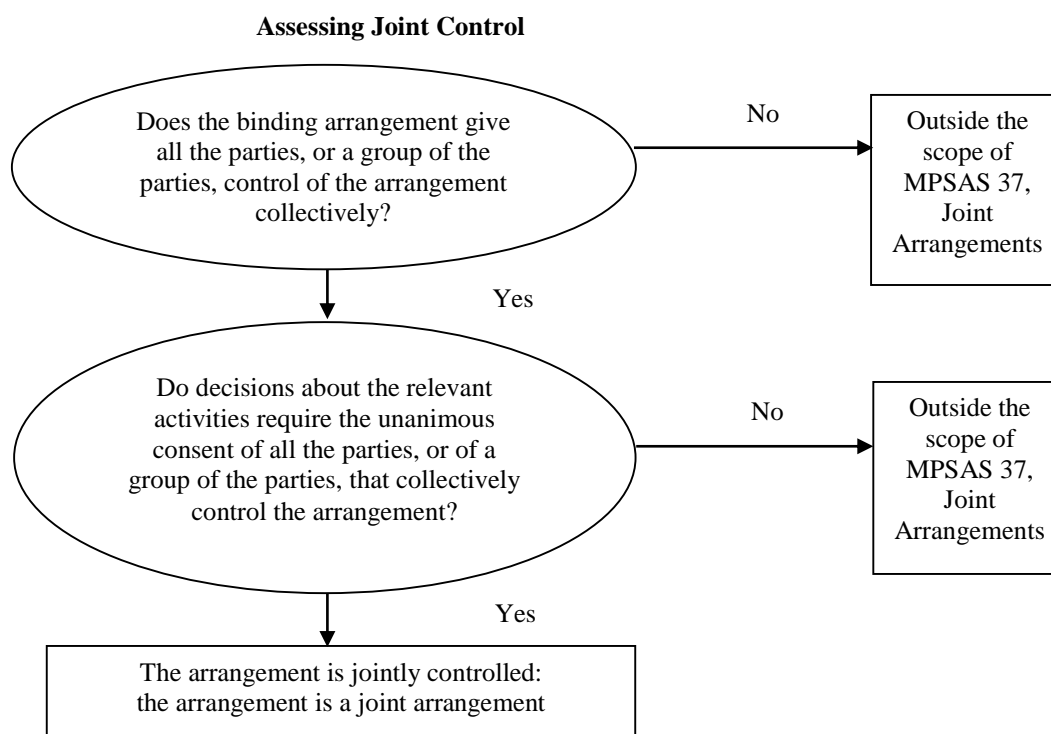 Assessing Joint Control
Does the binding arrangement give
all the parties, or a group of the
parties, control of the arrangement
collectively?
No
Outside the
scope of
MPSAS 37,
Joint
Arrangements
Yes
Do decisions about the relevant
activities require the unanimous
consent of all the parties, or of a
group of the parties, that collectively
control the arrangement?
No
Outside the
scope of
MPSAS 37,
Joint
Arrangements
Yes
The arrangement is jointly controlled:
the arrangement is a joint arrangement